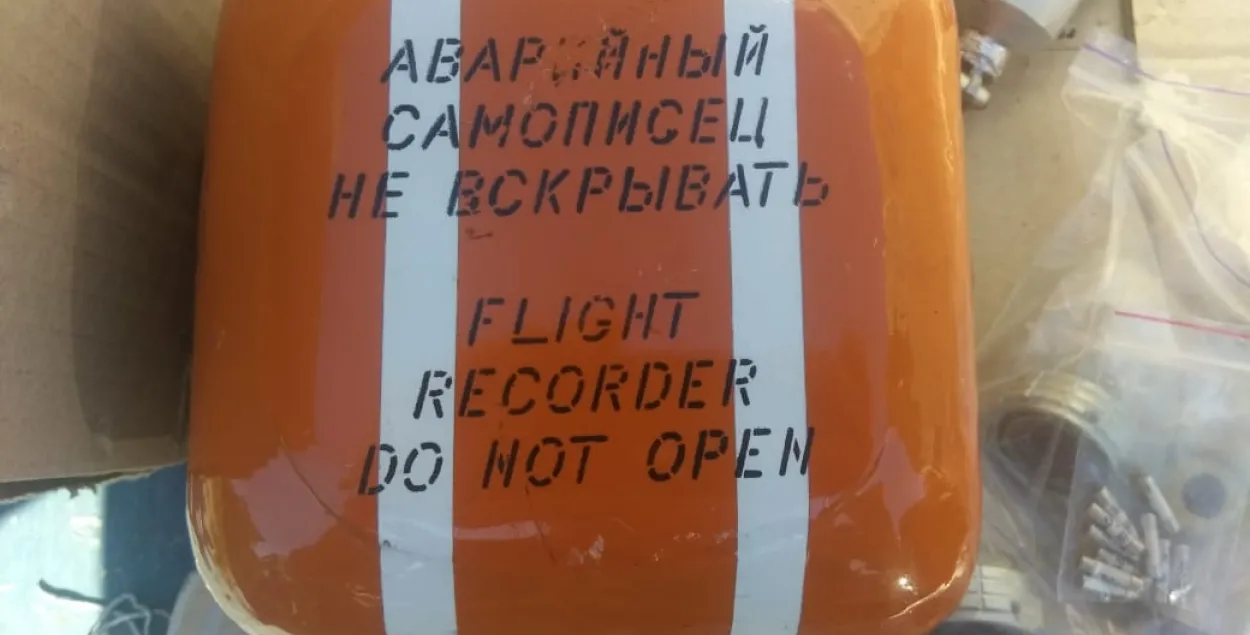 АВАРИЙНЫЙ
САМОПИСЕЦ
НЕ ВСКРЫВАТЬ
FLIGHT
RECORDER
DO NOT OPEN